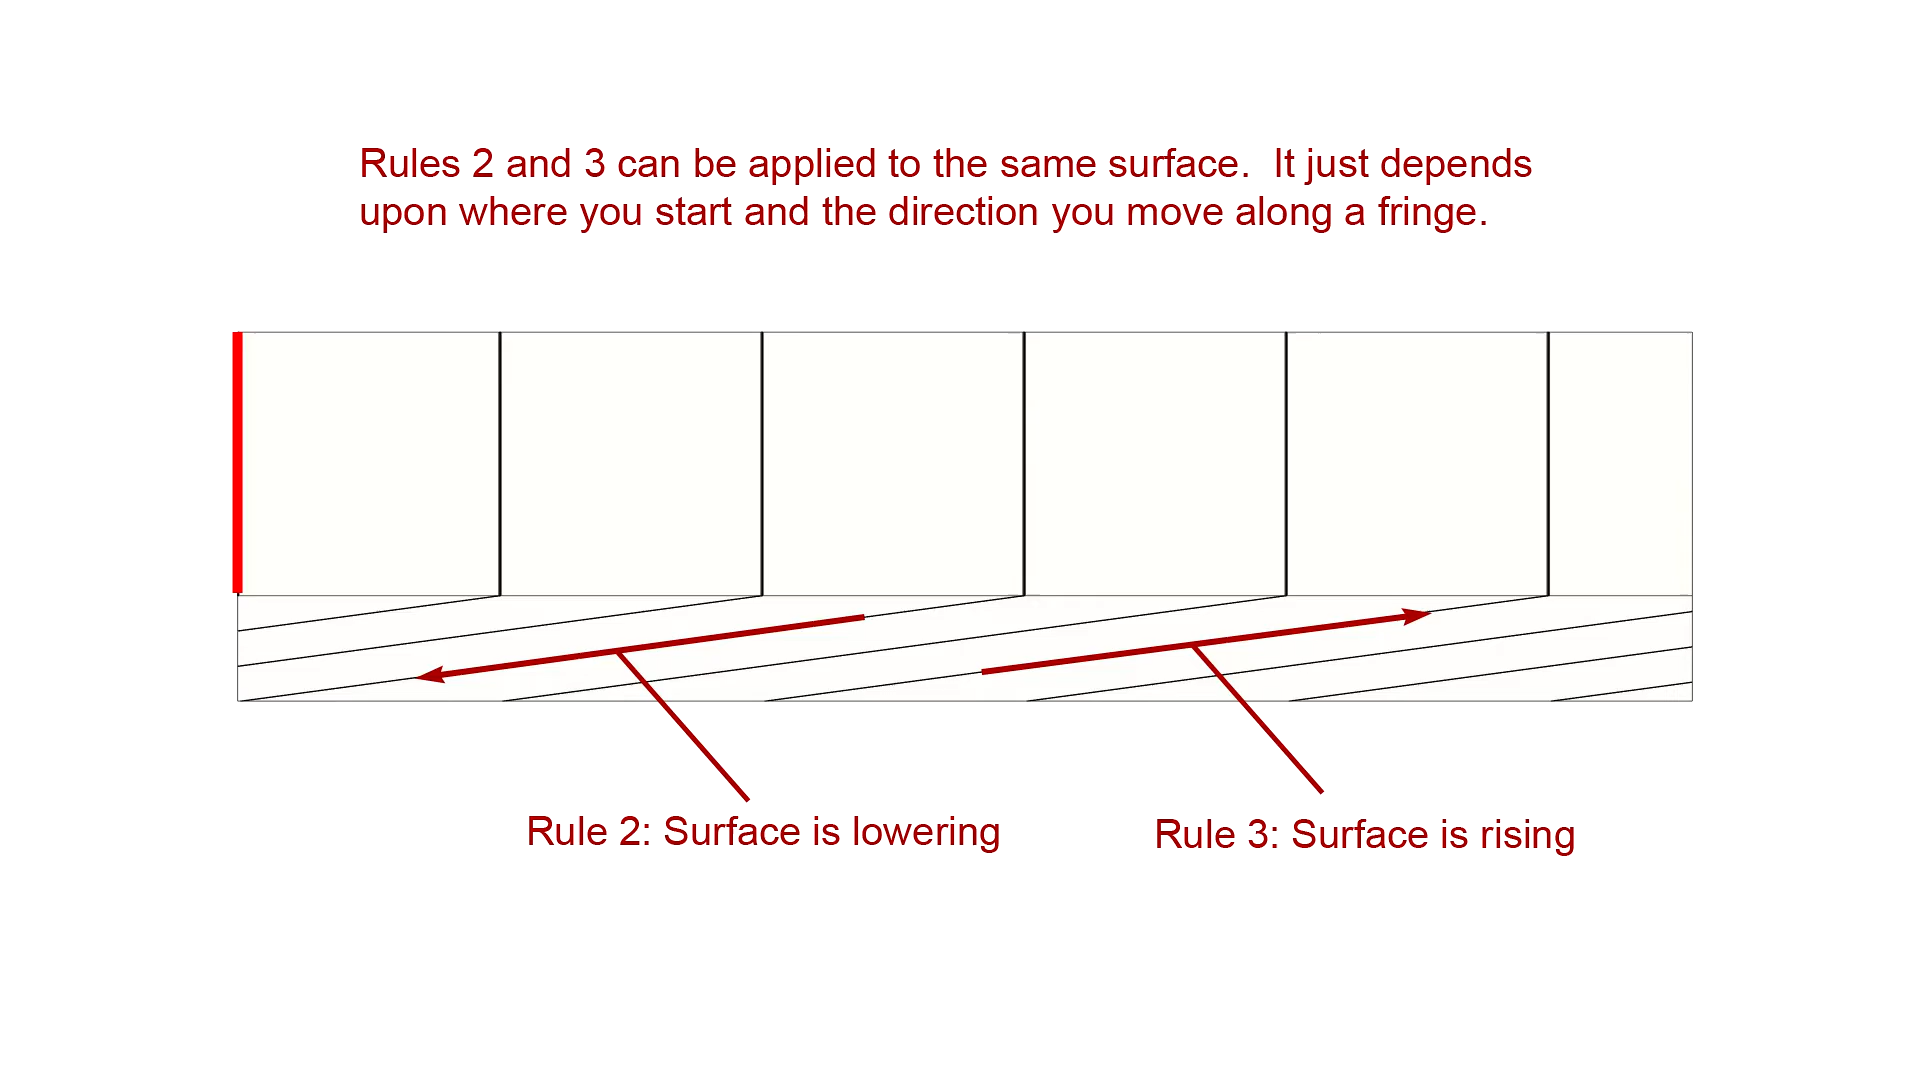 Rules 2 and 3 can be applied to the same surface.  It just depends
upon where you start and the direction you move along a fringe.
Rule 2: Surface is lowering
Rule 3: Surface is rising